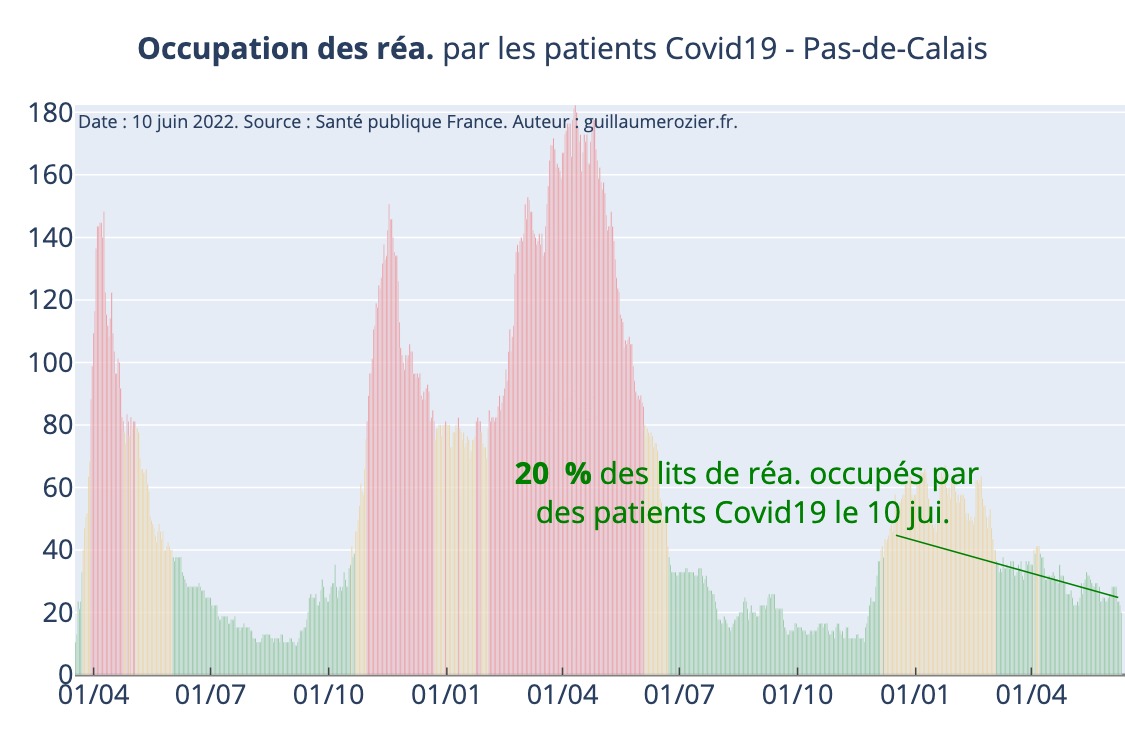 Occupation des réa. par les patients Covid19 - Pas-de-Calais
180
Date : 10 juin 2022. Source : Santé publique France. Auteur : guillaumerozier.fr.
160
140
120
100
80
60
40
20
0
20 % des lits de réa. occupés par
des patients Covid19 le 10 jui.
01/04 01/07 01/10 01/01 01/04 01/07 01/10 01/01 01/04